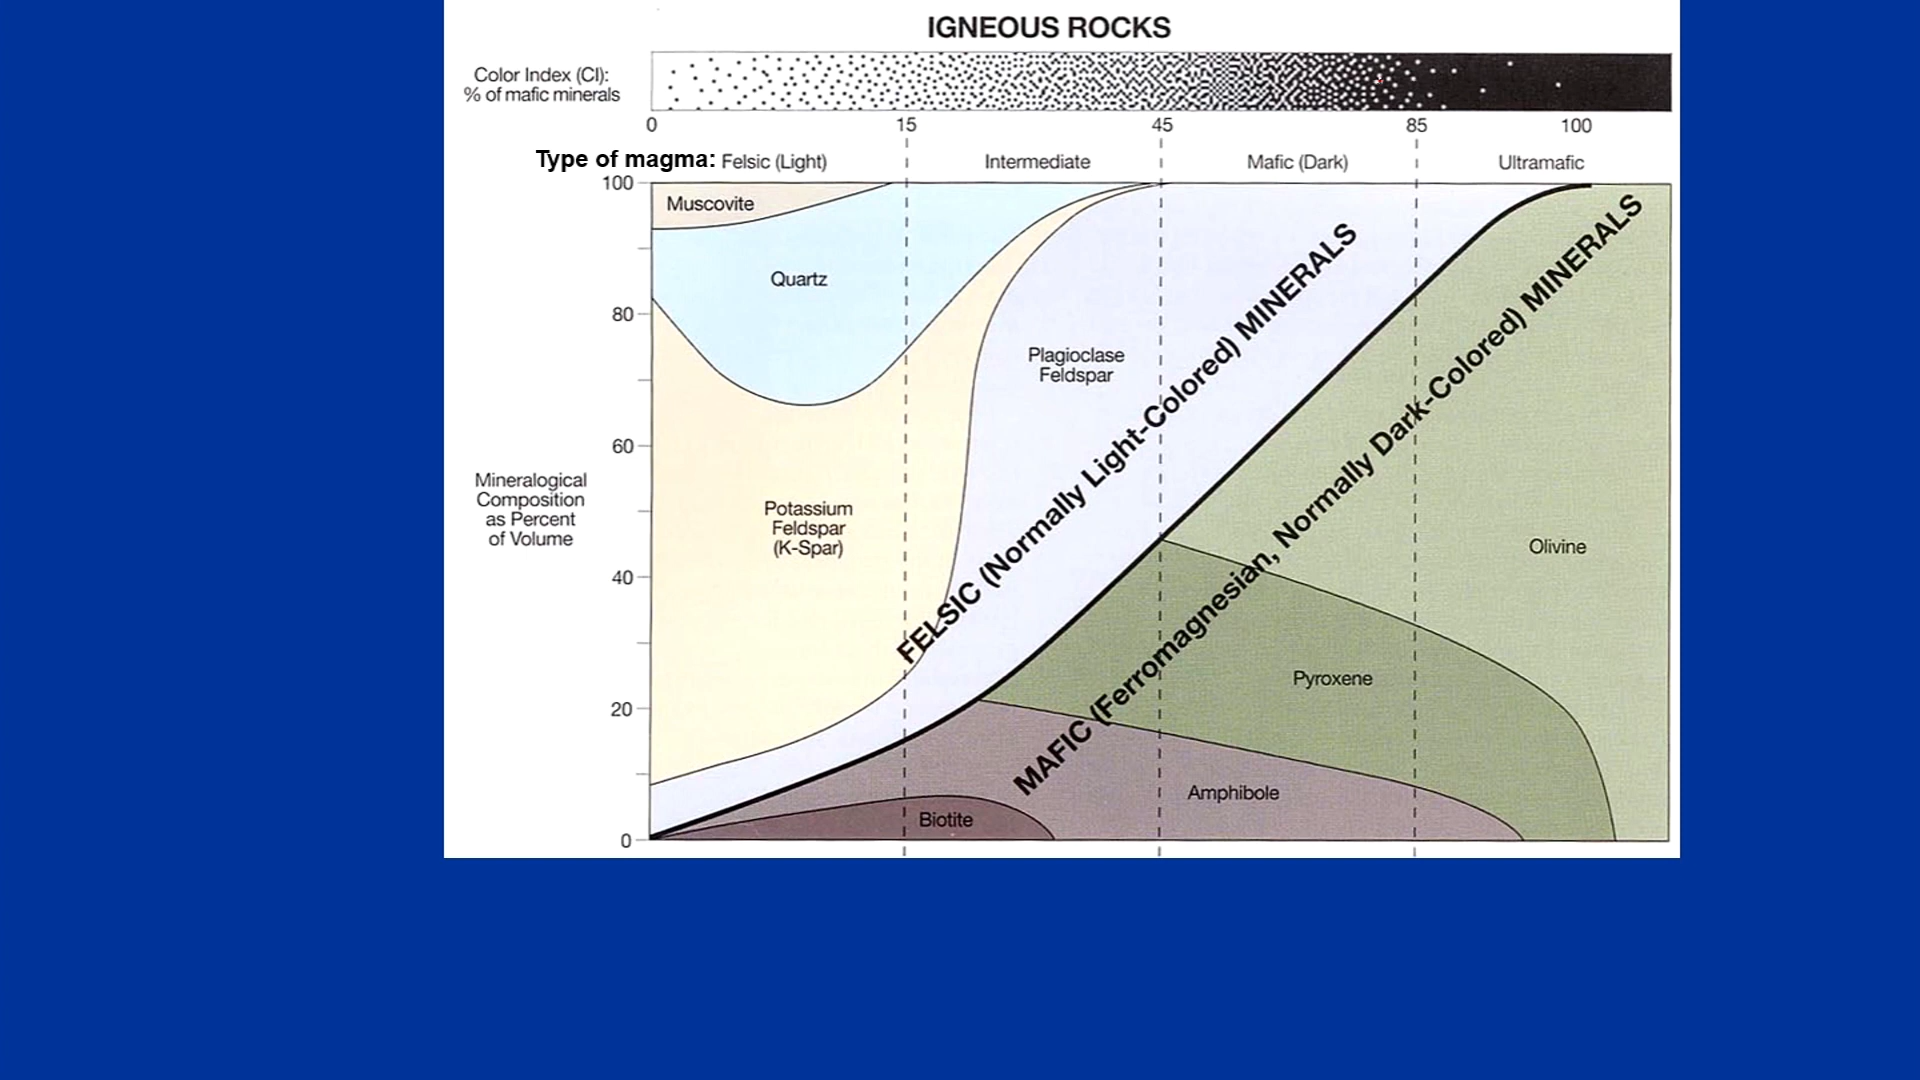 IGNEOUS ROCKS
Color Index (CI):
% of mafic minerals
0 15 45 85 100
Type of magma: Felsic (Light) Intermediate Mafic (Dark) Ultramafic
100
80
60
40
20
0
Mineralogical
Composition
as Percent
of Volume
Muscovite
Quartz
Potassium
Feldspar
(K-Spar)
Plagioclase
Feldspar
FELSIC (Normally Light-Colored) MINERALS
MAFIC (Ferromagnesian, Normally Dark-Colored) MINERALS
Olivine
Pyroxene
Amphibole
Biotite